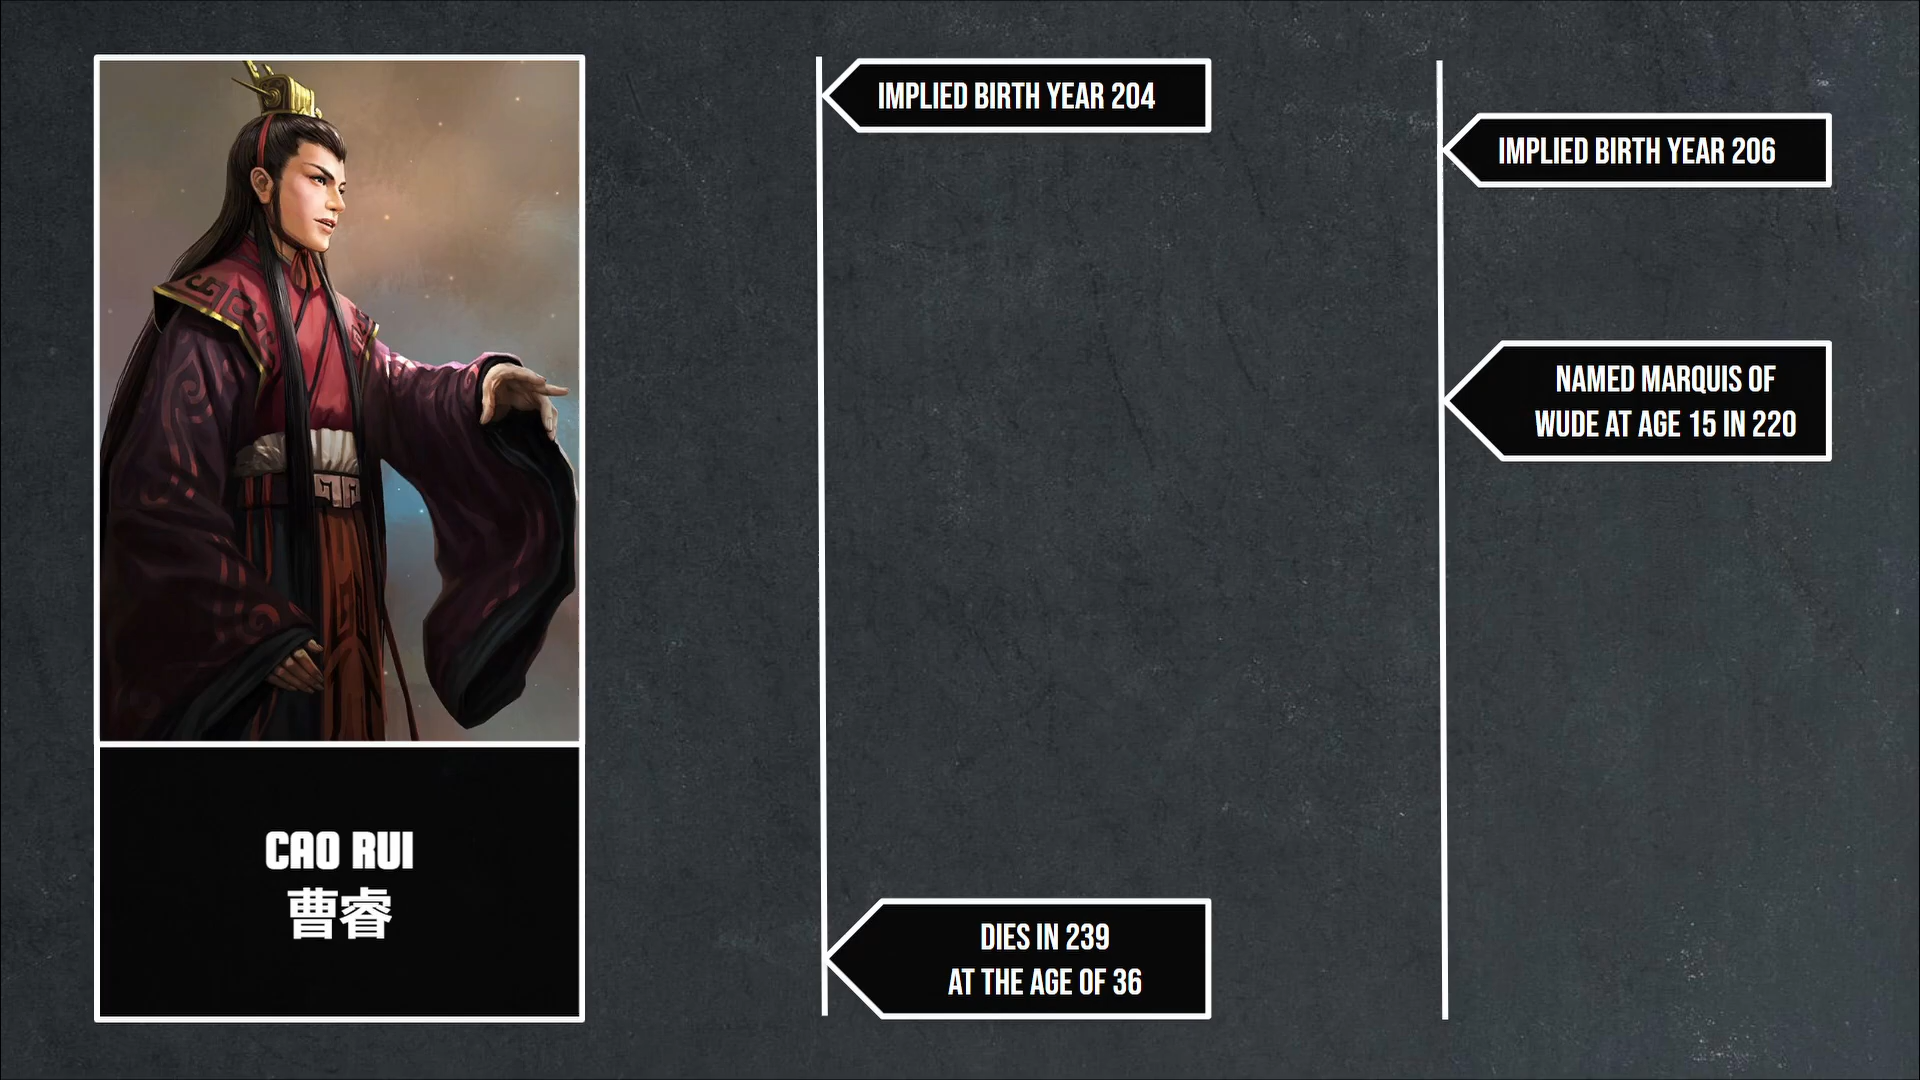 CAO RUI
曹睿
IMPLIED BIRTH YEAR 204
DIES IN 239
AT THE AGE OF 36
IMPLIED BIRTH YEAR 206
NAMED MARQUIS OF
WUDE AT AGE 15 IN 220